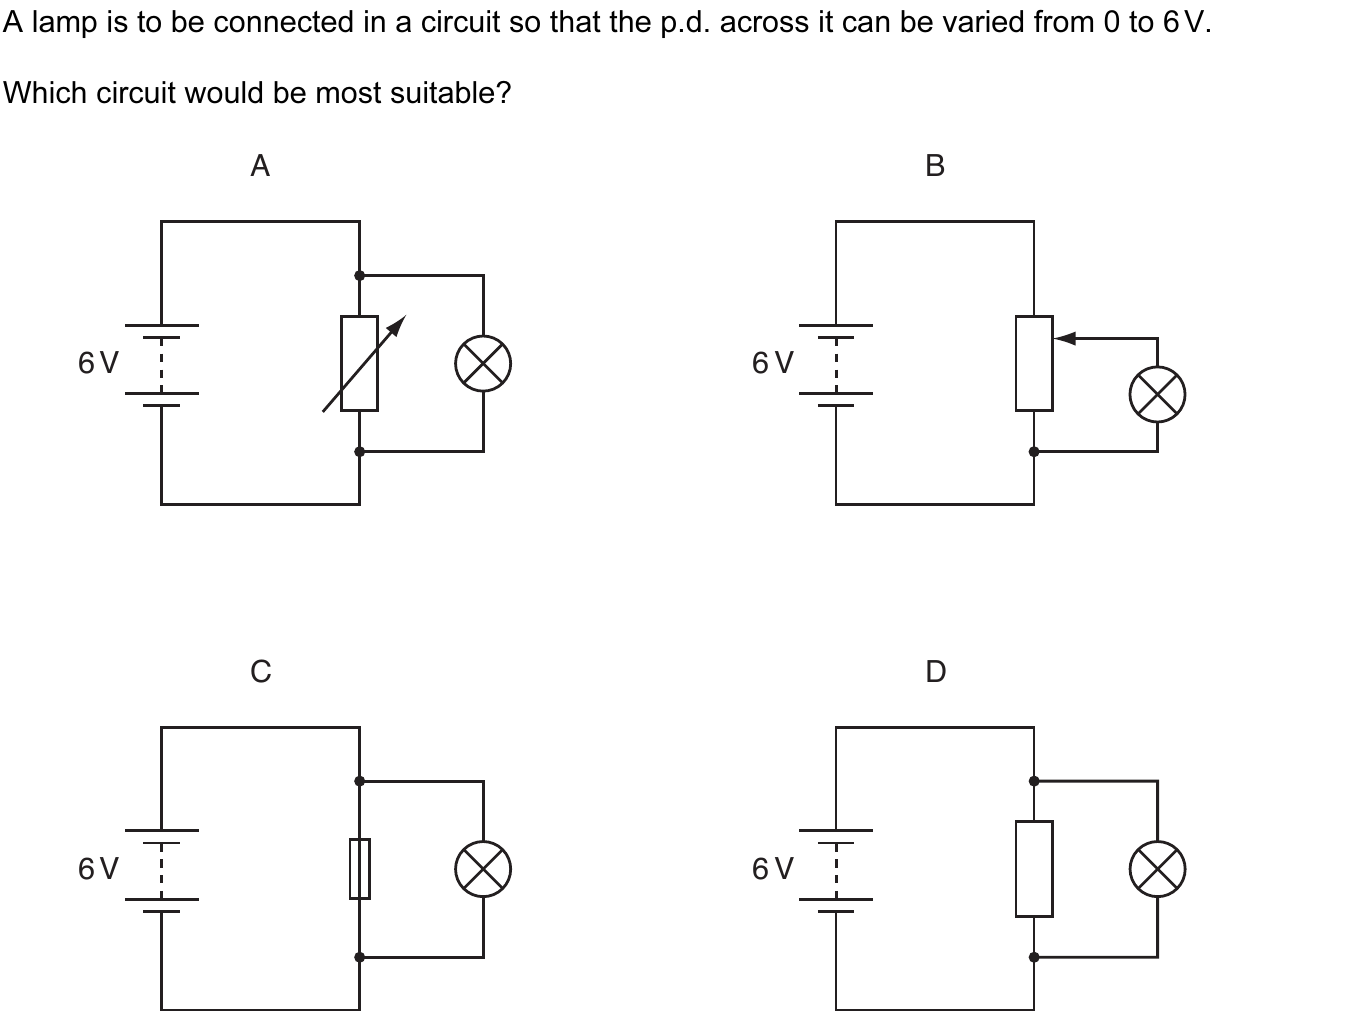 A lamp is to be connected in a circuit so that the p.d. across it can be varied from 0 to 6 V.
Which circuit would be most suitable?
A
B
6 V
6 V
C
D
6 V
6 V